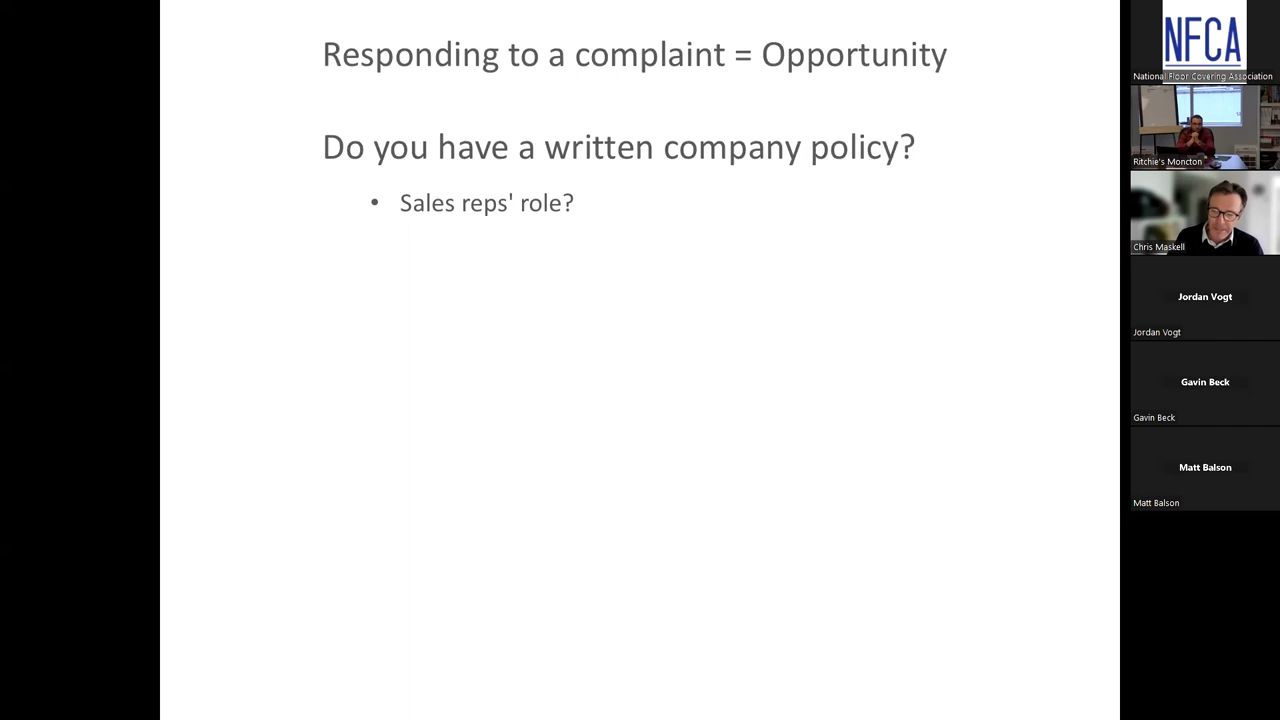 Responding to a complaint = Opportunity
Do you have a written company policy?
• Sales reps' role?
NFCA
National Floor Covering Association
Ritchie's Moncton
Chris Maskell
Jordan Vogt
Jordan Vogt
Gavin Beck
Gavin Beck
Matt Balson
Matt Balson